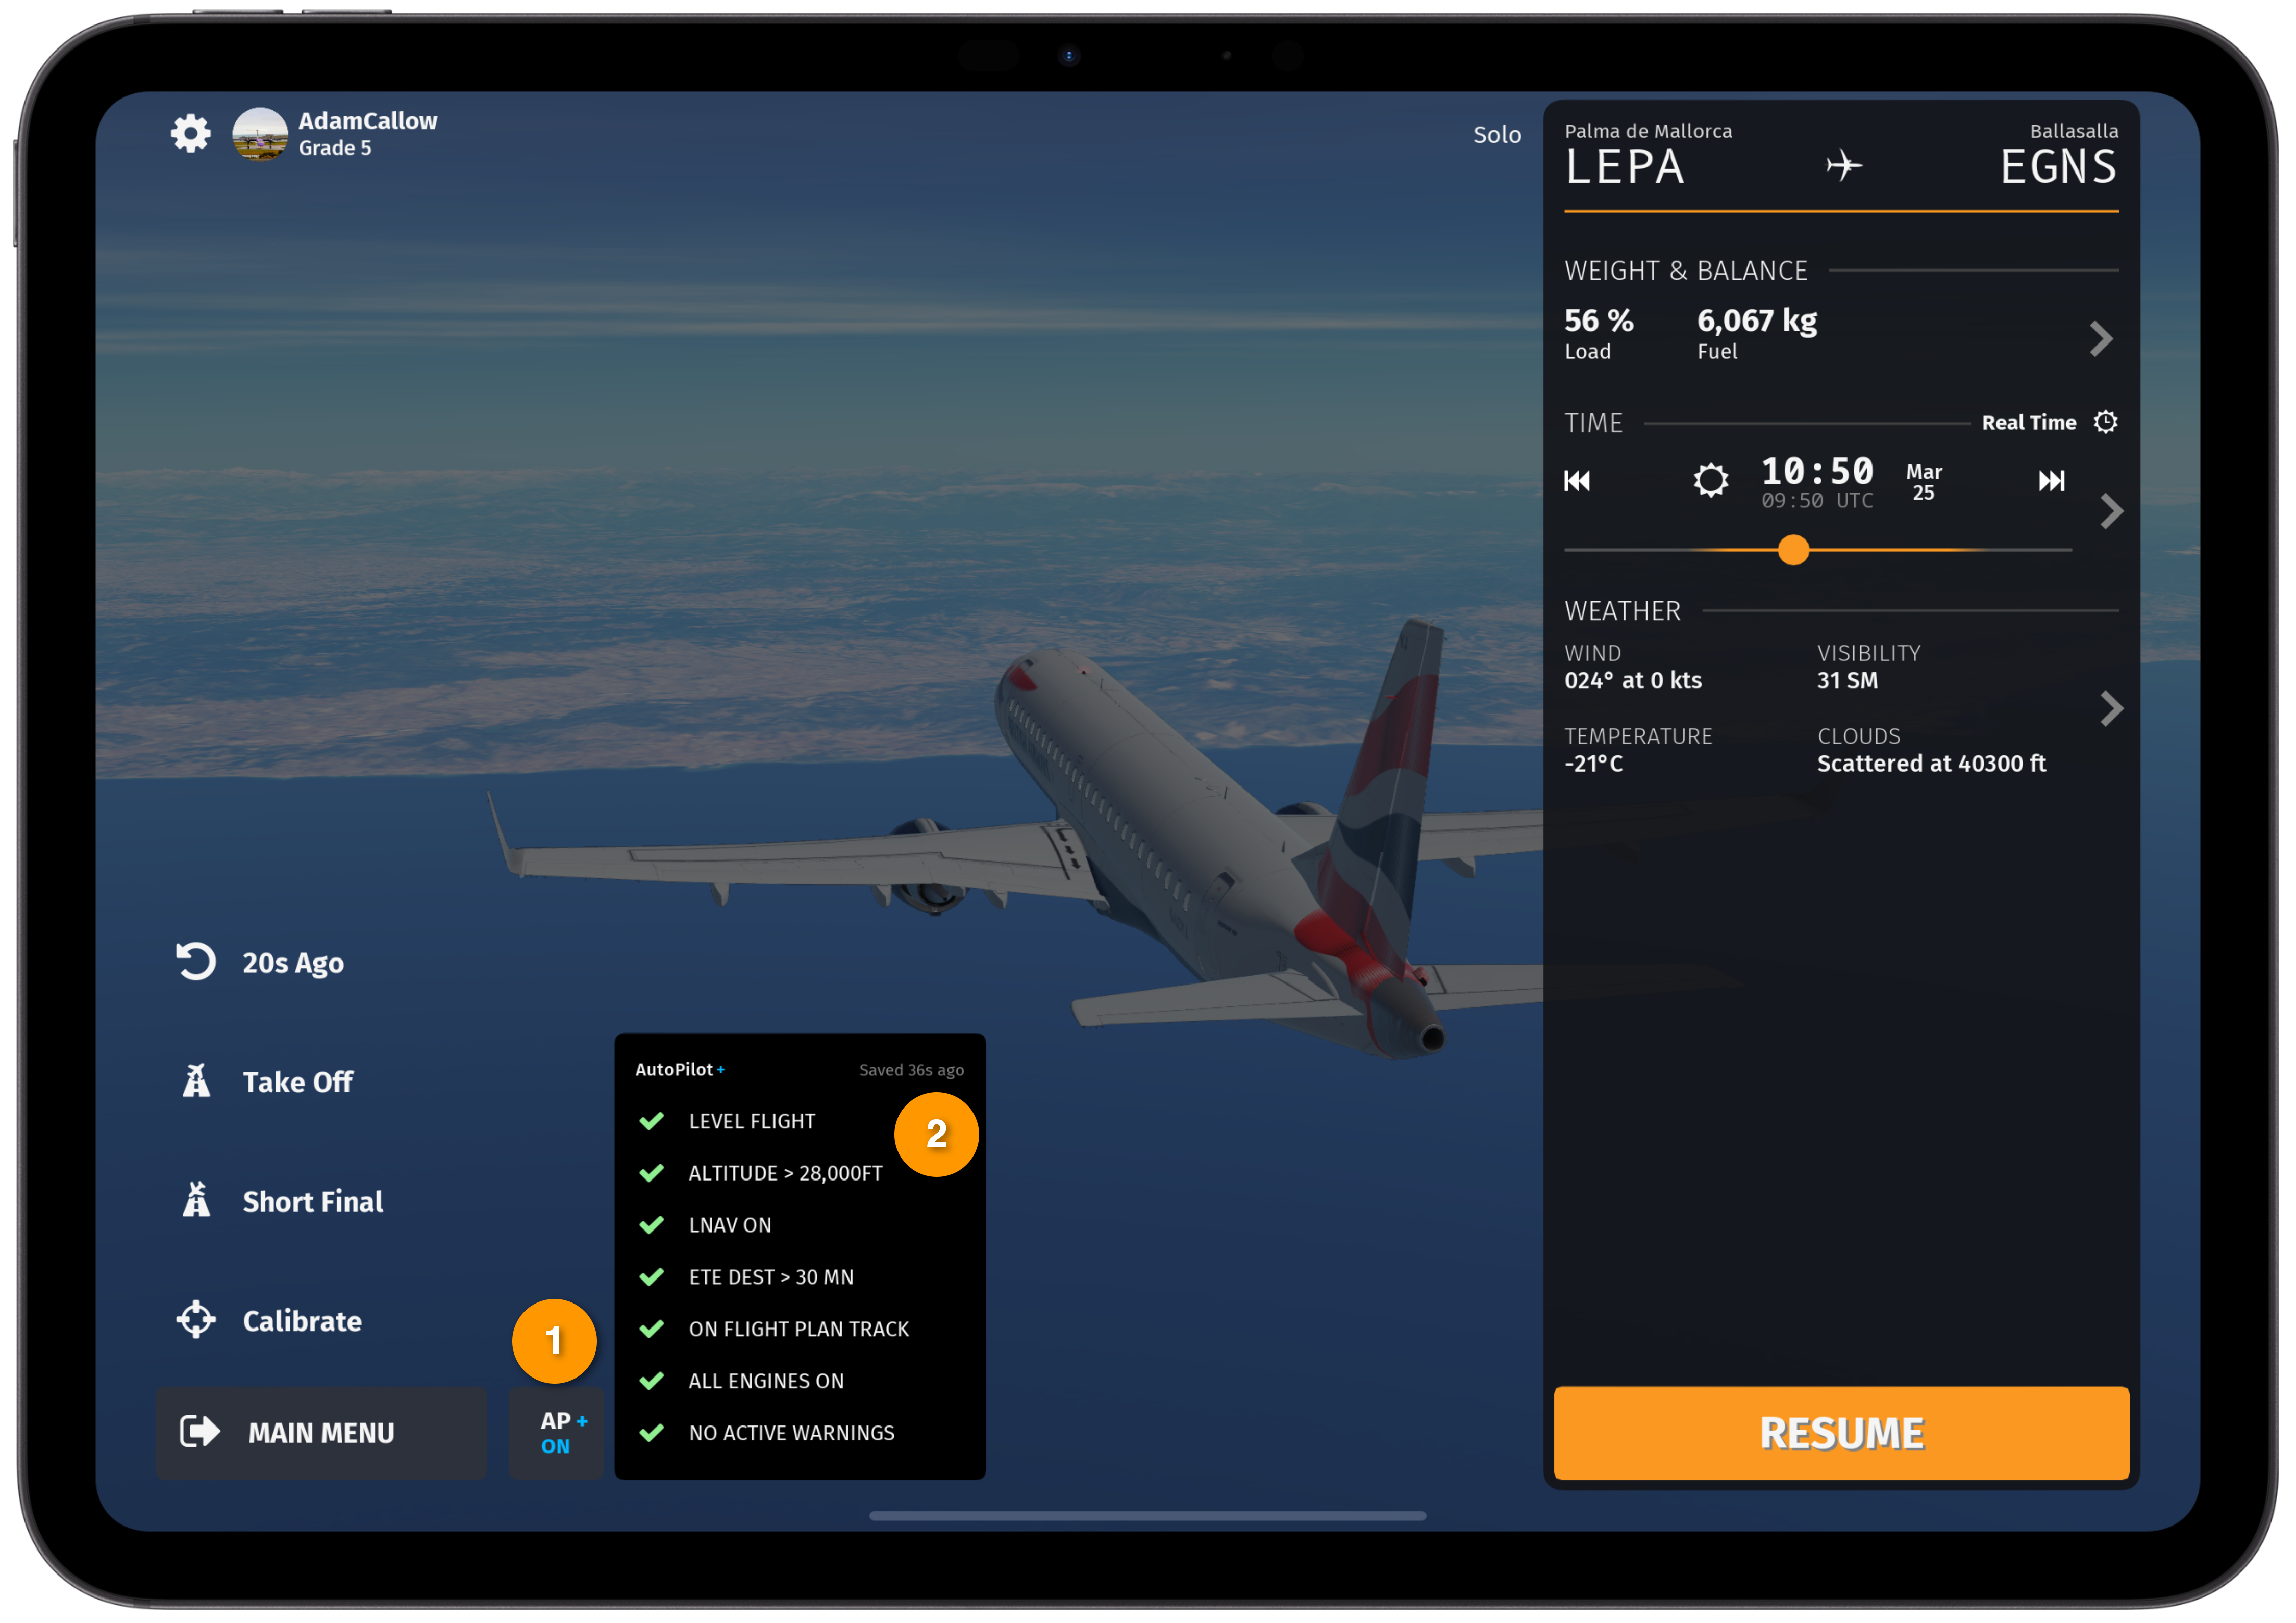 AdamCallow
Grade 5
Solo
Palma de Mallorca
Ballasalla
LEPA
EGNS
WEIGHT & BALANCE
56 %
6,067 kg
Load
Fuel
TIME
Real Time
10:50
09:50 UTC
Mar
25
WEATHER
WIND
VISIBILITY
024° at 0 kts
31 SM
TEMPERATURE
CLOUDS
-21°C
Scattered at 40300 ft
20s Ago
Take Off
Short Final
Calibrate
MAIN MENU
1
AP +
ON
AutoPilot +
Saved 36s ago
2
LEVEL FLIGHT
ALTITUDE > 28,000FT
LNAV ON
ETE DEST > 30 MN
ON FLIGHT PLAN TRACK
ALL ENGINES ON
NO ACTIVE WARNINGS
RESUME